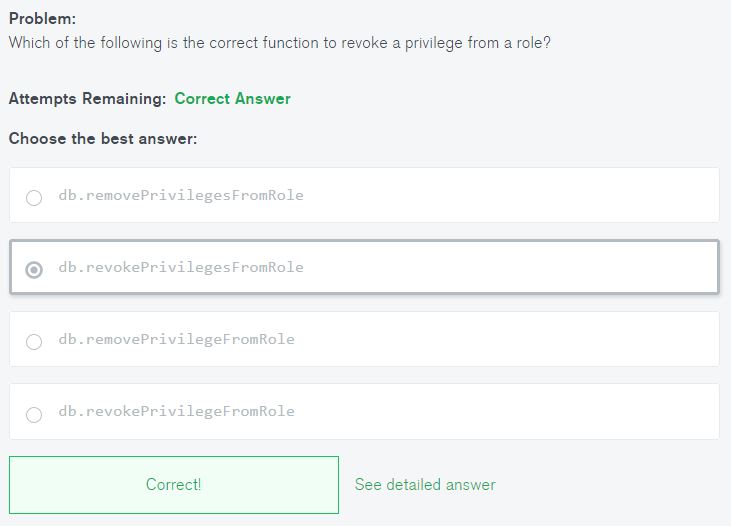 Problem:
Which of the following is the correct function to revoke a privilege from a role?
Attempts Remaining: Correct Answer
Choose the best answer:
db.removePrivilegesFromRole
db.revokePrivilegesFromRole
db.removePrivilegeFromRole
db.revokePrivilegeFromRole
Correct! See detailed answer